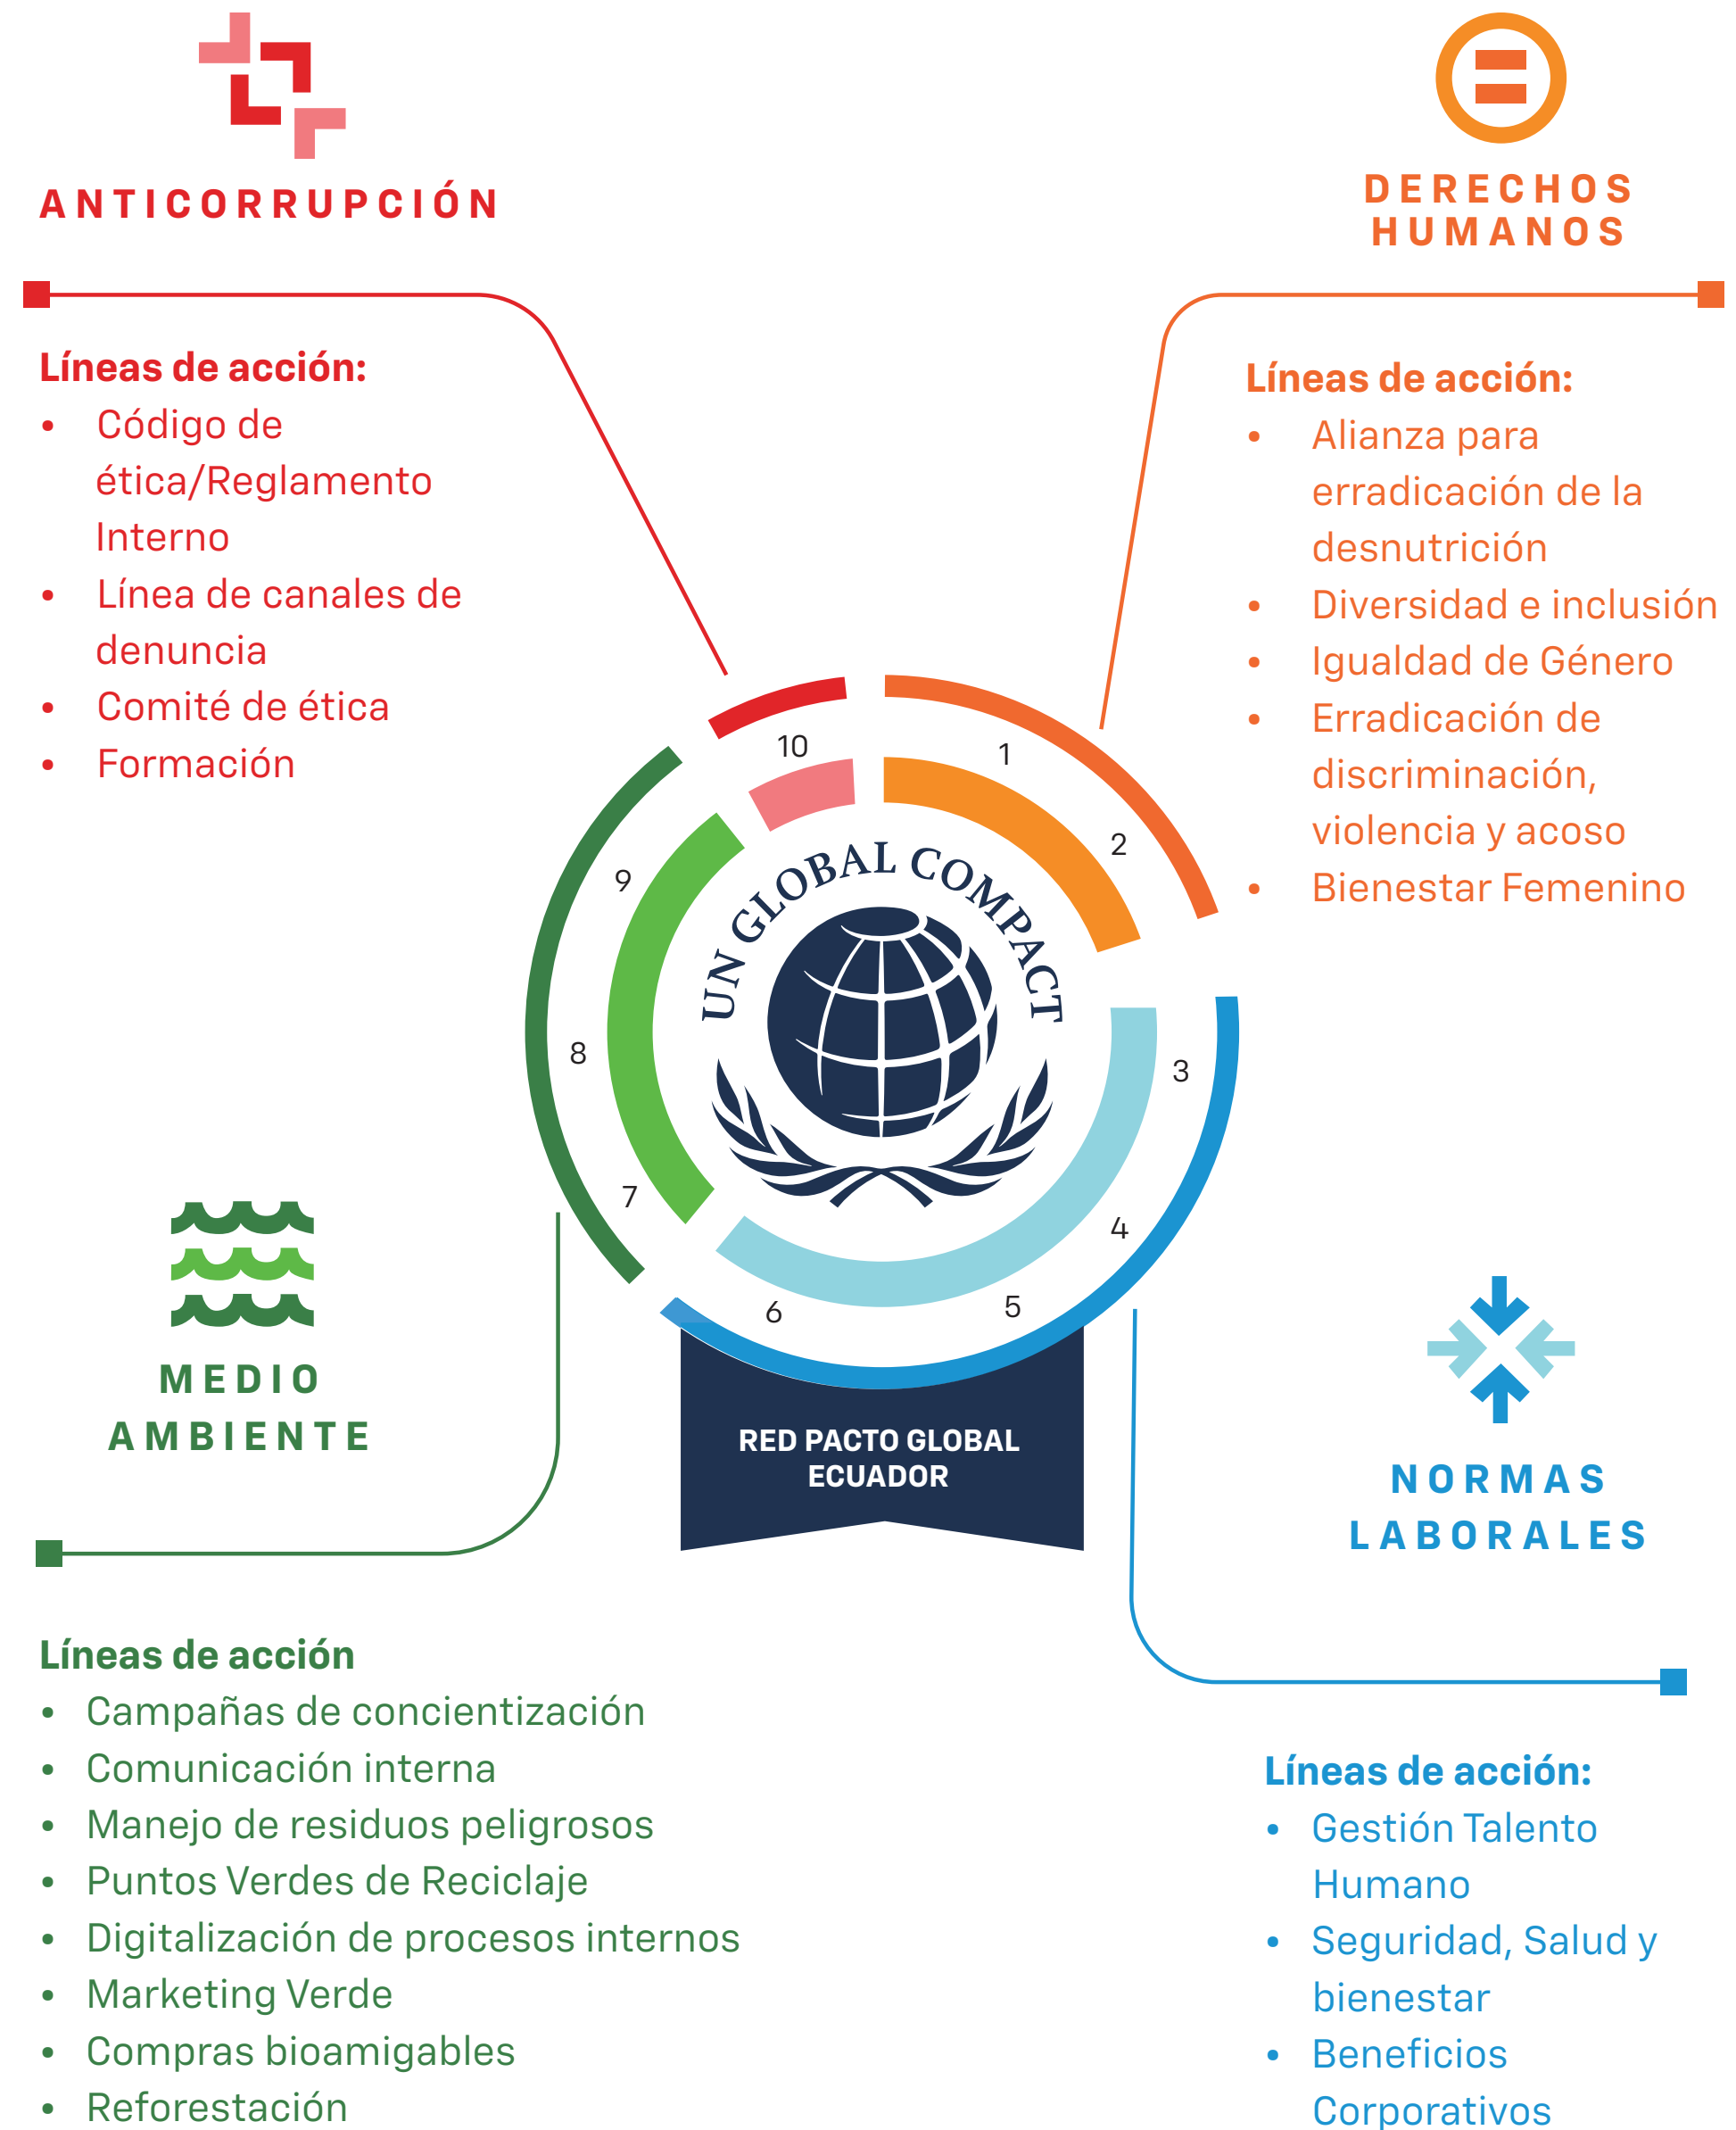 ANTICORRUPCIÓN
Líneas de acción:
• Código de
ética/Reglamento
Interno
• Línea de canales de
denuncia
• Comité de ética
• Formación
DERECHOS
HUMANOS
Líneas de acción:
• Alianza para
erradicación de la
desnutrición
• Diversidad e inclusión
• Igualdad de Género
• Erradicación de
discriminación,
violencia y acoso
• Bienestar Femenino
10
1
2
9
8
7
3
4
5
6
UN GLOBAL COMPACT
RED PACTO GLOBAL
ECUADOR
MEDIO
AMBIENTE
Líneas de acción
• Campañas de concientización
• Comunicación interna
• Manejo de residuos peligrosos
• Puntos Verdes de Reciclaje
• Digitalización de procesos internos
• Marketing Verde
• Compras bioamigables
• Reforestación
NORMAS
LABORALES
Líneas de acción:
• Gestión Talento
Humano
• Seguridad, Salud y
bienestar
• Beneficios
Corporativos